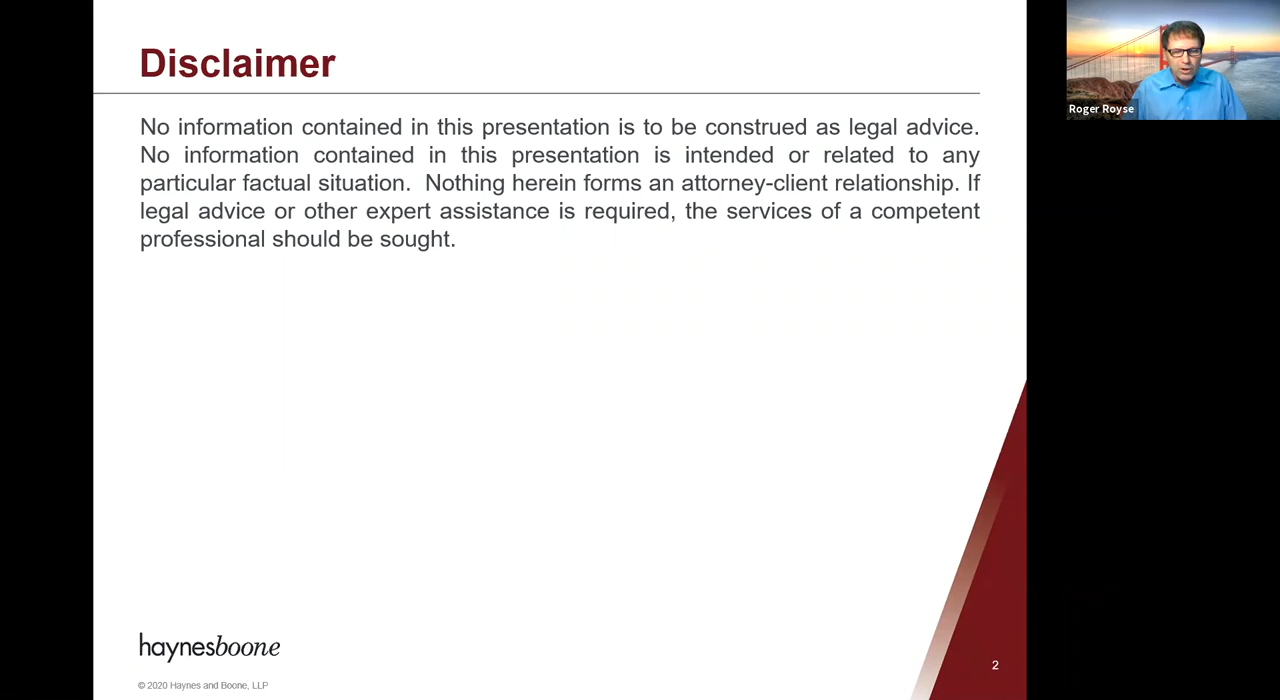 Disclaimer
No information contained in this presentation is to be construed as legal advice.
No information contained in this presentation is intended or related to any
particular factual situation.  Nothing herein forms an attorney-client relationship. If
legal advice or other expert assistance is required, the services of a competent
professional should be sought.
haynesboone
© 2020 Haynes and Boone, LLP
2
Roger Royse